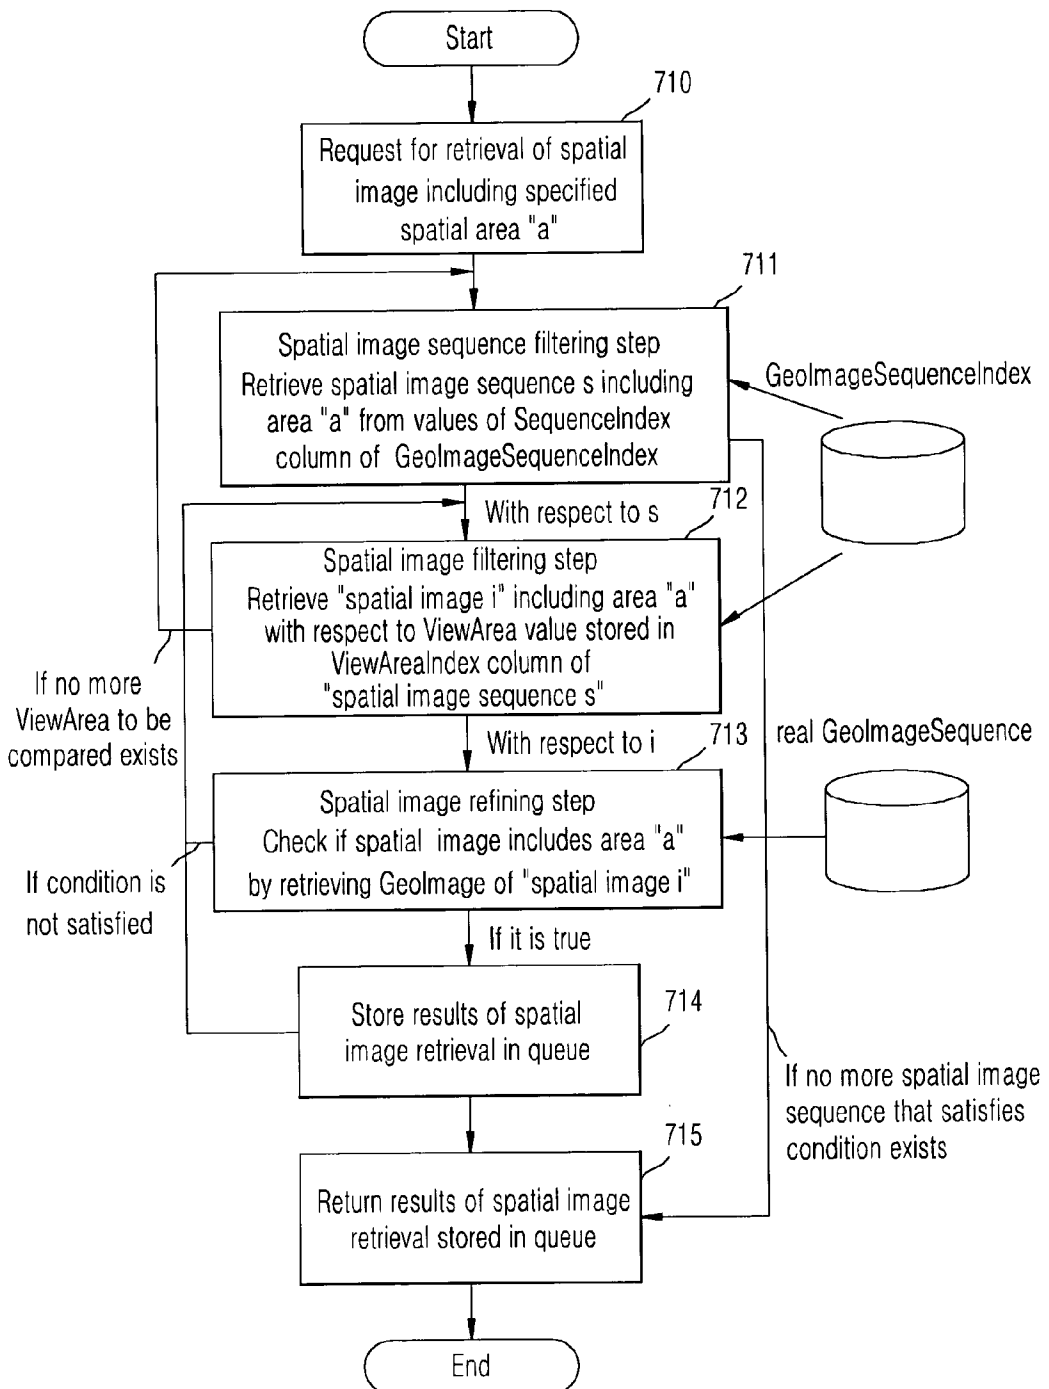 Start
710
Request for retrieval of spatial
image including specified
spatial area "a"
711
Spatial image sequence filtering step
Retrieve spatial image sequence s including
area "a" from values of SequenceIndex
column of GeoImageSequenceIndex
GeoImageSequenceIndex
With respect to s
712
Spatial image filtering step
Retrieve "spatial image i" including area "a"
with respect to ViewArea value stored in
ViewAreaIndex column of
"spatial image sequence s"
If no more
ViewArea to be
compared exists
With respect to i
713
real GeoImageSequence
Spatial image refining step
Check if spatial image includes area "a"
by retrieving GeoImage of "spatial image i"
If condition is
not satisfied
If it is true
714
Store results of spatial
image retrieval in queue
If no more spatial image
sequence that satisfies
condition exists
715
Return results of spatial image
retrieval stored in queue
End